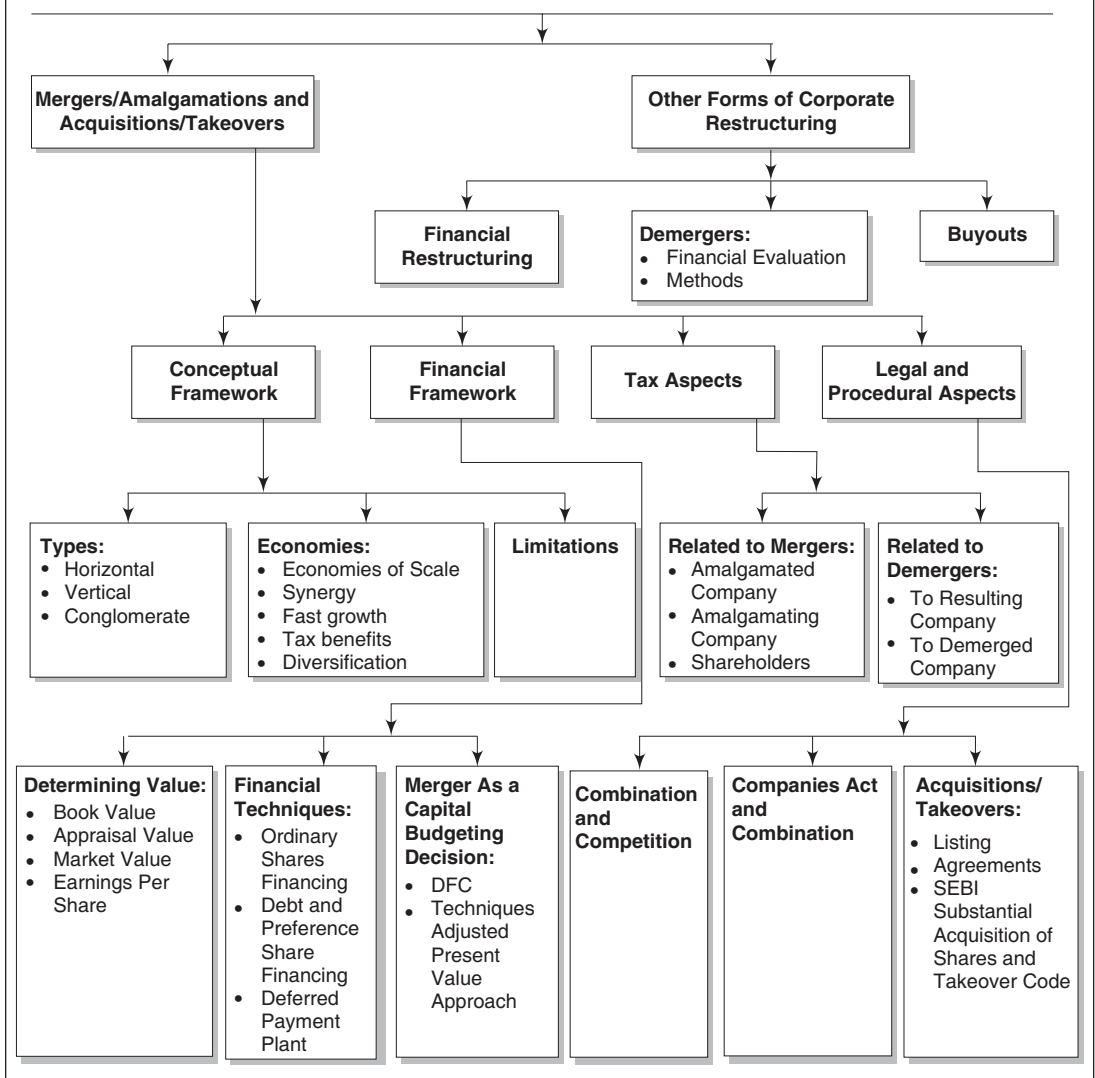 Mergers/Amalgamations and
Acquisitions/Takeovers
Other Forms of Corporate
Restructuring
Financial
Restructuring
Demergers:
• Financial Evaluation
• Methods
Buyouts
Conceptual
Framework
Financial
Framework
Tax Aspects
Legal and
Procedural Aspects
Types:
• Horizontal
• Vertical
• Conglomerate
Economies:
• Economies of Scale
• Synergy
• Fast growth
• Tax benefits
• Diversification
Limitations
Related to Mergers:
• Amalgamated
Company
• Amalgamating
Company
• Shareholders
Related to
Demergers:
• To Resulting
Company
• To Demerged
Company
Determining Value:
• Book Value
• Appraisal Value
• Market Value
• Earnings Per
Share
Financial
Techniques:
• Ordinary
Shares
Financing
• Debt and
Preference
Share
Financing
• Deferred
Payment
Plant
Merger As a
Capital
Budgeting
Decision:
• DFC
• Techniques
Adjusted
Present
Value
Approach
Combination
and
Competition
Companies Act
and
Combination
Acquisitions/
Takeovers:
• Listing
• Agreements
• SEBI
Substantial
Acquisition of
Shares and
Takeover Code